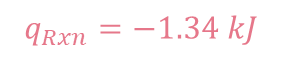 q_Rxn = −1.34 kJ